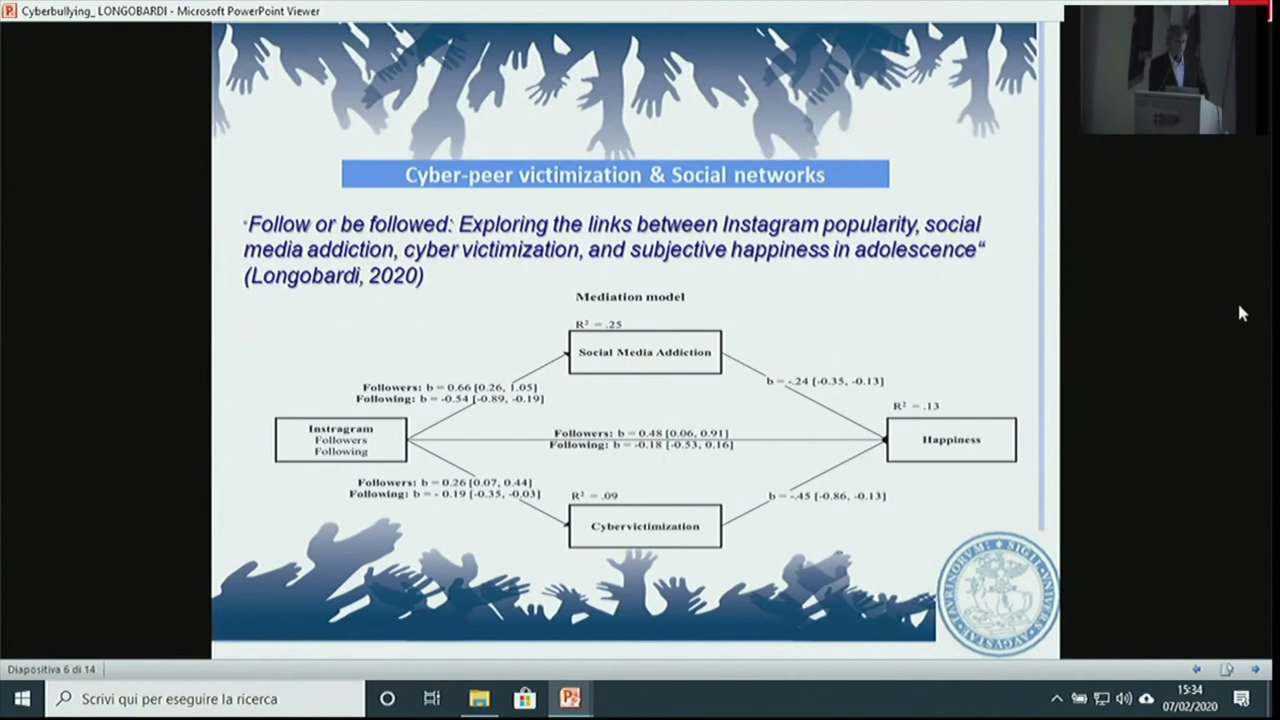 Cyberbullying_ LONGOBARDI - Microsoft PowerPoint Viewer
Cyber-peer victimization & Social networks
"Follow or be followed: Exploring the links between Instagram popularity, social
media addiction, cyber victimization, and subjective happiness in adolescence"
(Longobardi, 2020)
Mediation model
R² = .25
Social Media Addiction
Followers: b = 0.66 [0.26, 1.05]
Following: b = -0.54 [-0.89, -0.19]
b = -.24 [-0.35, -0.13]
R² = .13
Instragram
Followers
Following
Followers: b = 0.48 [0.06, 0.91]
Following: b = -0.18 [-0.53, 0.16]
Happiness
Followers: b = 0.26 [0.07, 0.44]
Following: b = - 0.19 [-0.35, -0.03]
R² = .09
b = -.45 [-0.86, -0.13]
Cybervictimization
SIGILLVM VNIVERS
AVGVSTAE TAVRINORVM
Diapositiva 6 di 14
Scrivi qui per eseguire la ricerca
15:34
07/02/2020